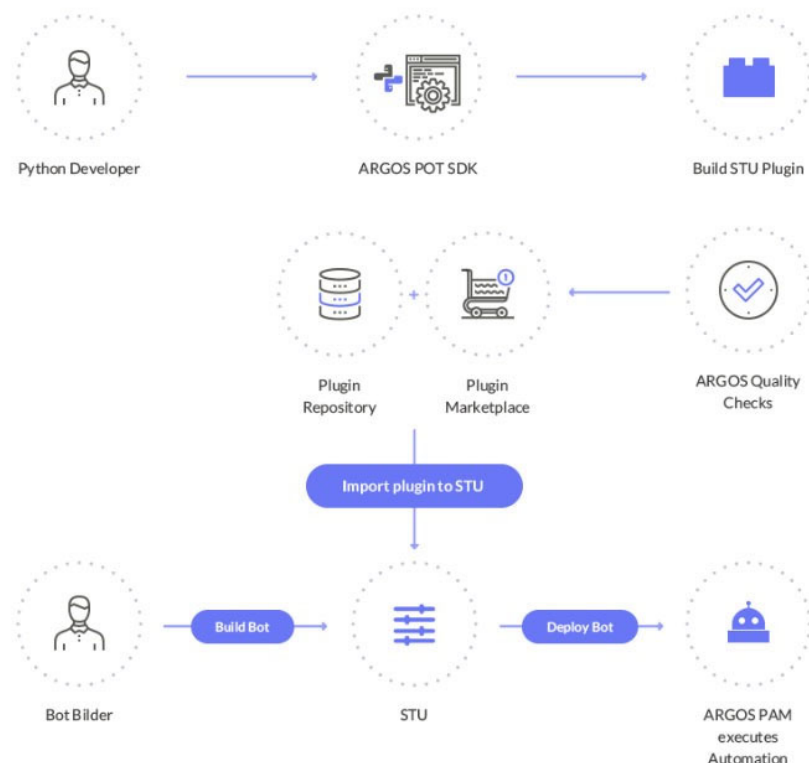 Python Developer
ARGOS POT SDK
Build STU Plugin
Plugin
Repository
+
Plugin
Marketplace
ARGOS Quality
Checks
Import plugin to STU
Build Bot
Deploy Bot
Bot Bilder
STU
ARGOS PAM
executes
Automation